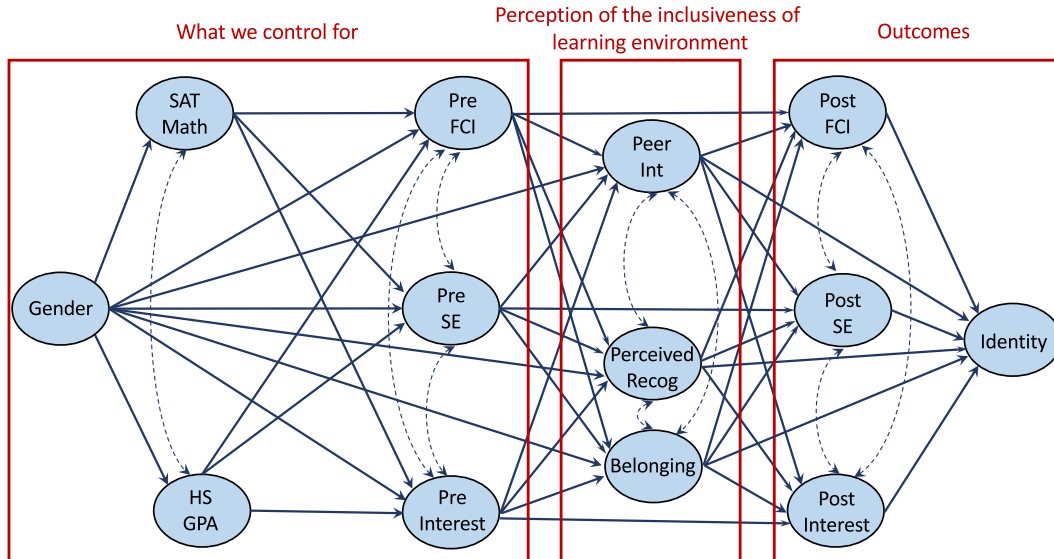 What we control for
Perception of the inclusiveness of
learning environment
Outcomes
SAT
Math
Pre
FCI
Post
FCI
Peer
Int
Gender
Pre
SE
Post
SE
Identity
Perceived
Recog
Belonging
HS
GPA
Pre
Interest
Post
Interest